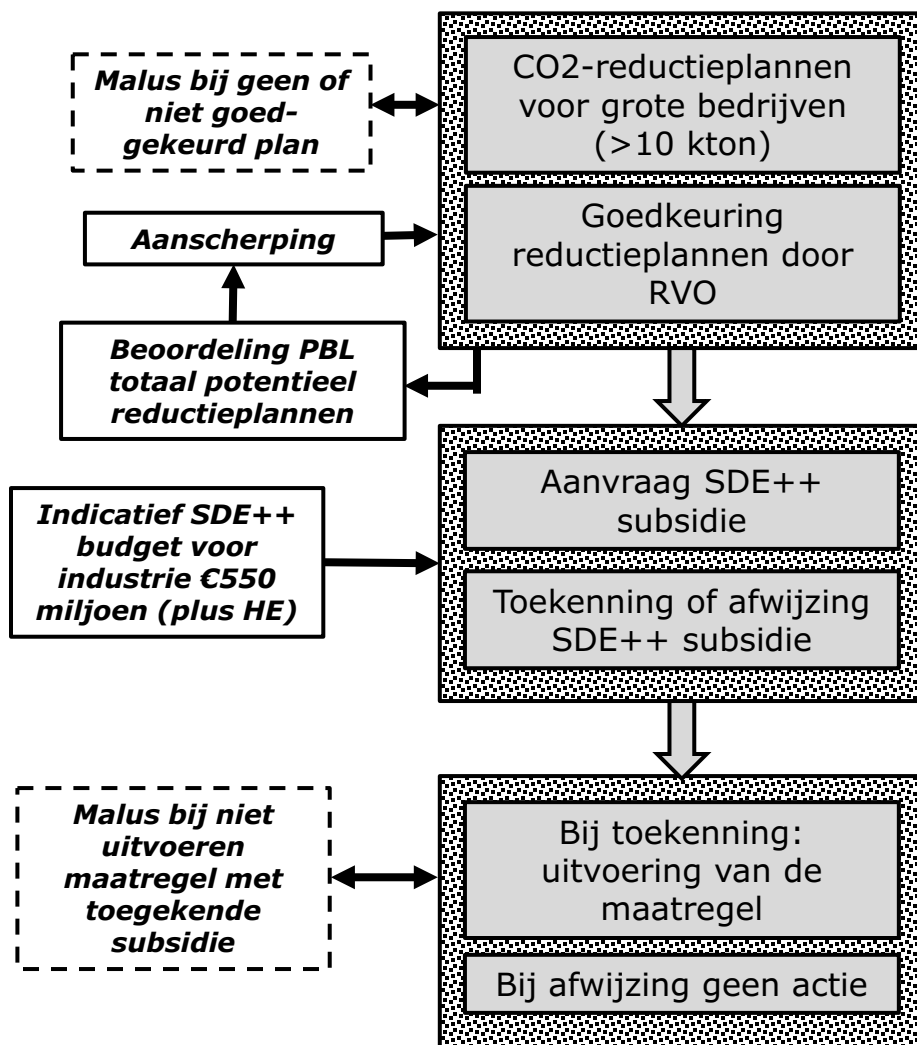 Malus bij geen of
niet goed-
gekeurd plan
CO2-reductieplannen
voor grote bedrijven
(>10 kton)
Aanscherping
Goedkeuring
reductieplannen door
RVO
Beoordeling PBL
totaal potentieel
reductieplannen
Indicatief SDE++
budget voor
industrie €550
miljoen (plus HE)
Aanvraag SDE++
subsidie
Toekenning of afwijzing
SDE++ subsidie
Malus bij niet
uitvoeren
maatregel met
toegekende
subsidie
Bij toekenning:
uitvoering van de
maatregel
Bij afwijzing geen actie